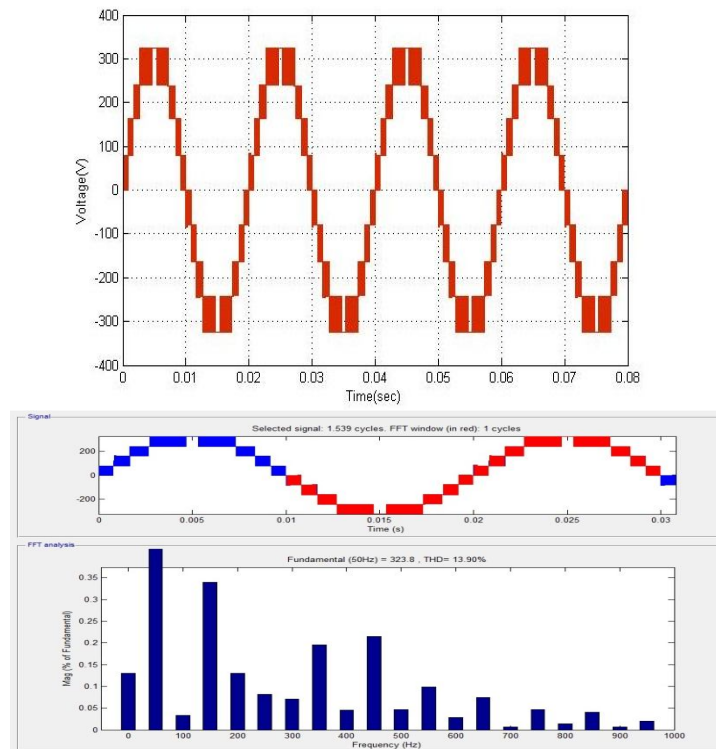 400
300
200
100
0
-100
-200
-300
-400
Voltage(V)
0 0.01 0.02 0.03 0.04 0.05 0.06 0.07 0.08
Time(sec)
Signal
Selected signal: 1.539 cycles. FFT window (in red): 1 cycles
200
0
-200
0 0.005 0.01 0.015 0.02 0.025 0.03
Time (s)
FFT analysis
Fundamental (50Hz) = 323.8 , THD= 13.90%
0.35
0.3
0.25
0.2
0.15
0.1
0.05
0
Mag (% of Fundamental)
0 100 200 300 400 500 600 700 800 900 1000
Frequency (Hz)